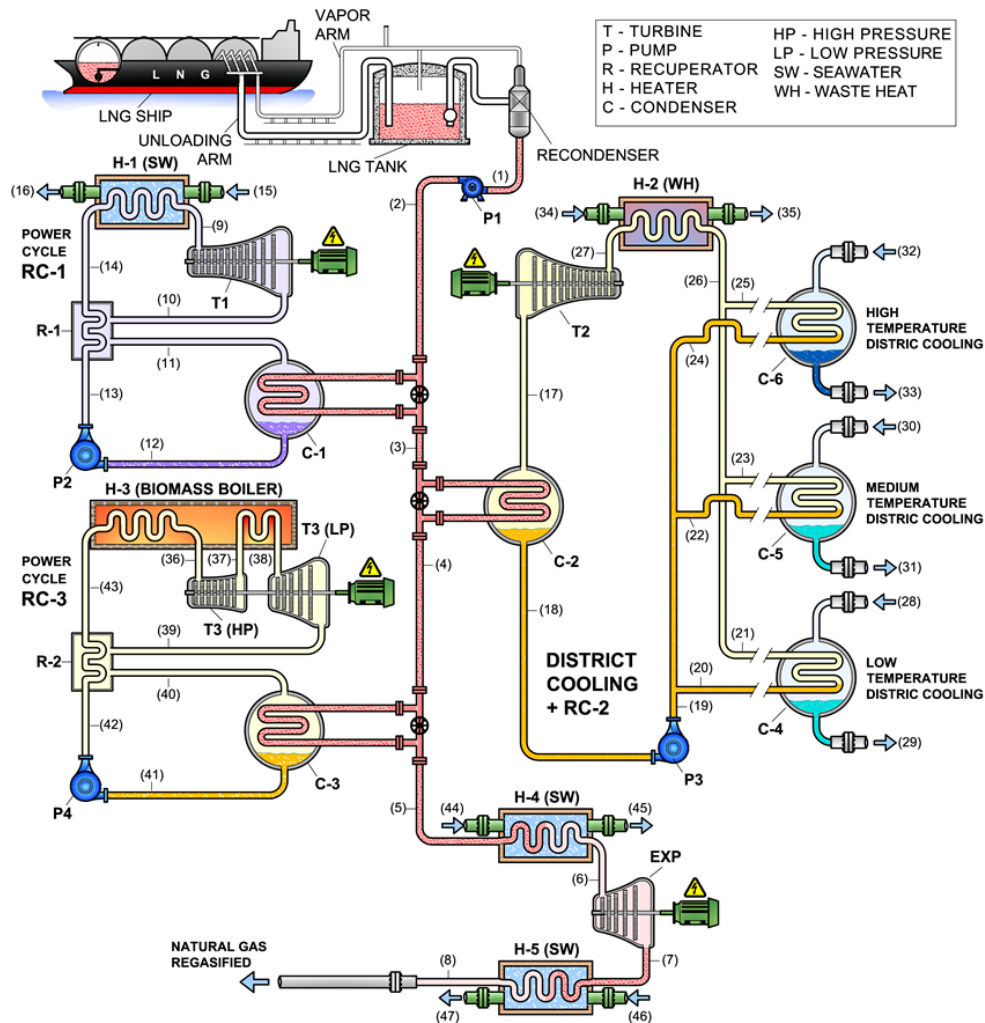 VAPOR
ARM
L N G
LNG SHIP
UNLOADING
ARM
LNG TANK
RECONDENSER
T - TURBINE
P - PUMP
R - RECUPERATOR
H - HEATER
C - CONDENSER
HP - HIGH PRESSURE
LP - LOW PRESSURE
SW - SEAWATER
WH - WASTE HEAT
(1)
(2)
P1
H-1 (SW)
(16)
(15)
POWER
CYCLE
RC-1
(9)
(14)
T1
(10)
R-1
(11)
(13)
(12)
P2
C-1
(3)
H-2 (WH)
(34)
(35)
(27)
T2
(26)
(25)
(32)
HIGH
TEMPERATURE
DISTRIC COOLING
(24)
C-6
(33)
(17)
(30)
(23)
MEDIUM
TEMPERATURE
DISTRIC COOLING
(22)
C-5
(31)
C-2
(4)
(18)
(28)
(21)
LOW
TEMPERATURE
DISTRIC COOLING
(20)
(19)
C-4
(29)
DISTRICT
COOLING
+ RC-2
P3
H-3 (BIOMASS BOILER)
T3 (LP)
(36)
(37)
(38)
POWER
CYCLE
RC-3
(43)
T3 (HP)
(39)
R-2
(40)
(42)
(41)
P4
C-3
(5)
(44)
H-4 (SW)
(45)
EXP
(6)
(7)
H-5 (SW)
NATURAL GAS
REGASIFIED
(8)
(47)
(46)